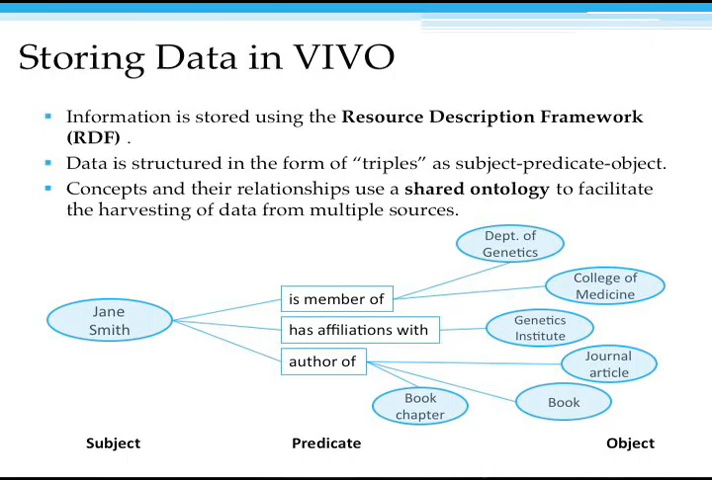 Storing Data in VIVO
Information is stored using the Resource Description Framework
(RDF) .
Data is structured in the form of “triples” as subject-predicate-object.
Concepts and their relationships use a shared ontology to facilitate
the harvesting of data from multiple sources.
Dept. of
Genetics
College of
Medicine
Jane
Smith
is member of
has affiliations with
Genetics
Institute
author of
Journal
article
Book
chapter
Book
Subject
Predicate
Object